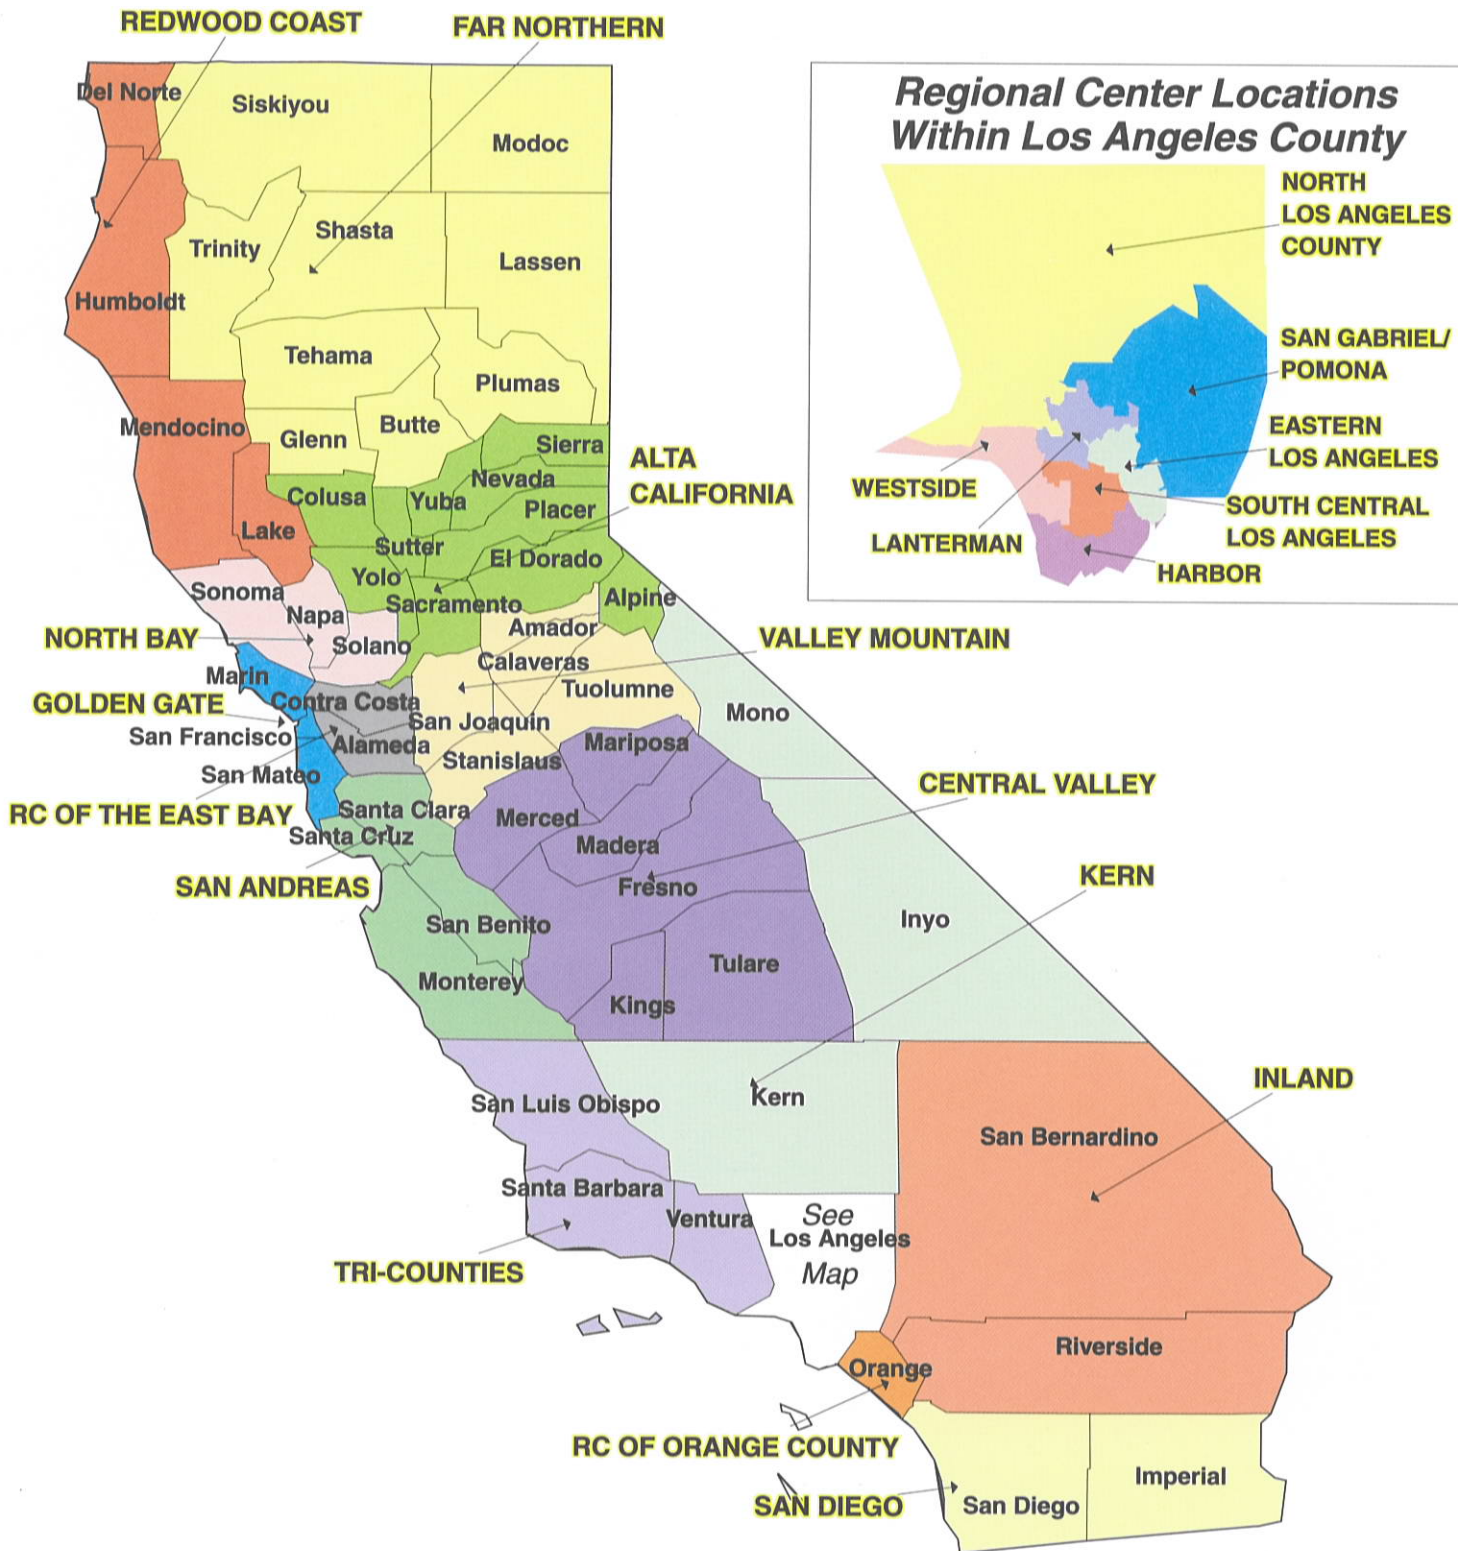 REDWOOD COAST
FAR NORTHERN
Del Norte
Siskiyou
Modoc
Trinity
Shasta
Lassen
Humboldt
Tehama
Plumas
Mendocino
Glenn
Butte
Sierra
Nevada
Colusa
Yuba
Placer
Lake
Sutter
El Dorado
Yolo
Sacramento
Alpine
ALTA
CALIFORNIA
Sonoma
Napa
Solano
Amador
NORTH BAY
VALLEY MOUNTAIN
Calaveras
Marin
Tuolumne
GOLDEN GATE
Contra Costa
San Joaquin
Mono
San Francisco
Alameda
Mariposa
San Mateo
Stanislaus
CENTRAL VALLEY
RC OF THE EAST BAY
Santa Clara
Merced
Santa Cruz
Madera
SAN ANDREAS
Fresno
KERN
San Benito
Inyo
Monterey
Tulare
Kings
San Luis Obispo
Kern
INLAND
San Bernardino
Santa Barbara
Ventura
See
Los Angeles
Map
TRI-COUNTIES
Riverside
Orange
RC OF ORANGE COUNTY
SAN DIEGO
San Diego
Imperial
Regional Center Locations
Within Los Angeles County
NORTH
LOS ANGELES
COUNTY
SAN GABRIEL/
POMONA
EASTERN
LOS ANGELES
WESTSIDE
SOUTH CENTRAL
LOS ANGELES
LANTERMAN
HARBOR